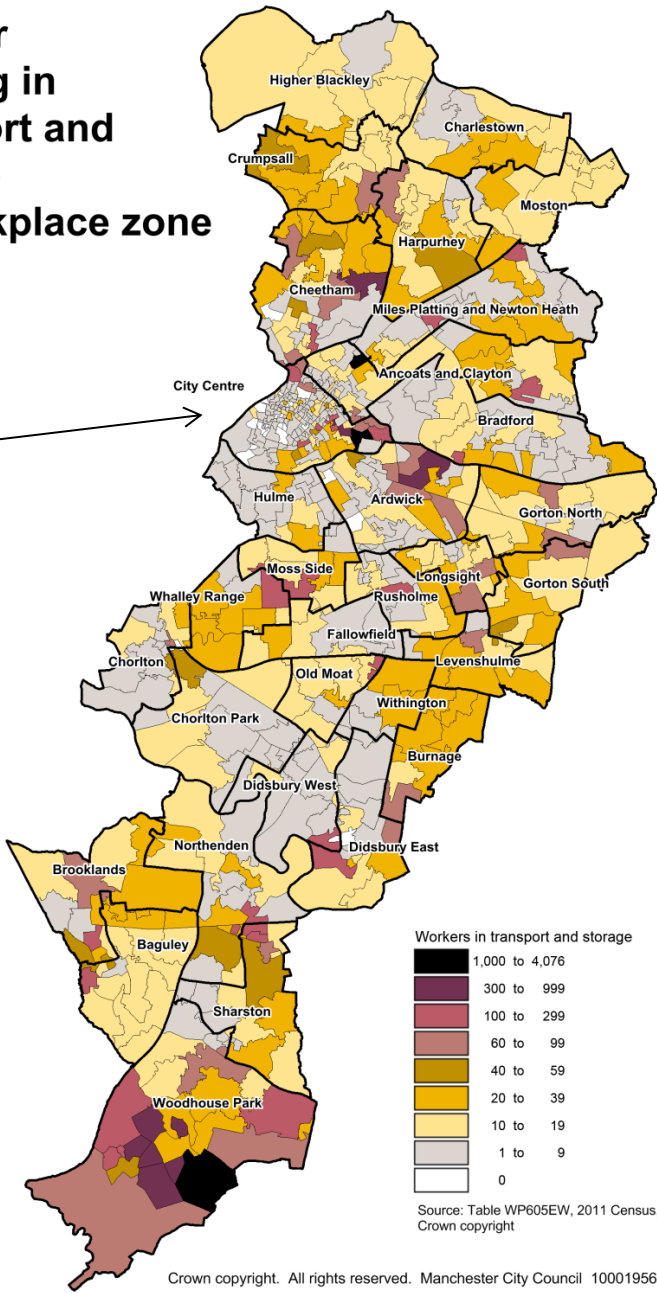 r
g in
ort and
kplace zone
Higher Blackley
Charlestown
Crumpsall
Moston
Harpurhey
Cheetham
Miles Platting and Newton Heath
City Centre
Ancoats and Clayton
Bradford
Hulme
Ardwick
Gorton North
Moss Side
Longsight
Gorton South
Whalley Range
Rusholme
Fallowfield
Chorlton
Levenshulme
Old Moat
Withington
Chorlton Park
Burnage
Didsbury West
Northenden
Didsbury East
Brooklands
Baguley
Sharston
Woodhouse Park
Workers in transport and storage
1,000 to 4,076
300 to 999
100 to 299
60 to 99
40 to 59
20 to 39
10 to 19
1 to 9
0
Source: Table WP605EW, 2011 Census
Crown copyright
Crown copyright. All rights reserved. Manchester City Council 10001956